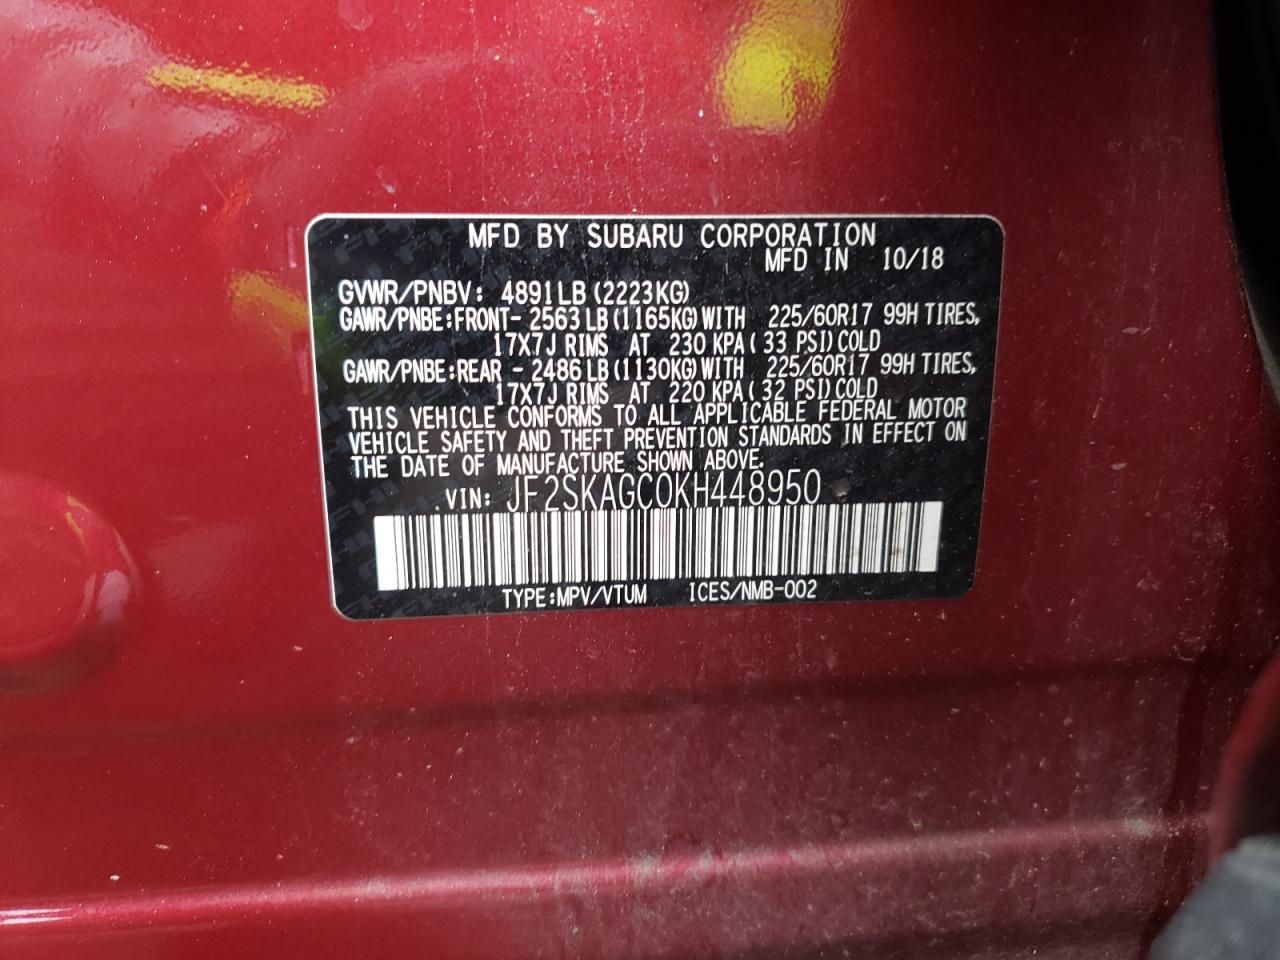 MFD BY SUBARU CORPORATION
MFD IN 10/18
GVWR/PNBV: 4891LB (2223KG)
GAWR/PNBE:FRONT- 2563 LB (1165KG) WITH 225/60R17 99H TIRES,
17X7J RIMS AT 230 KPA ( 33 PSI) COLD
GAWR/PNBE:REAR - 2486 LB (1130KG) WITH 225/60R17 99H TIRES,
17X7J RIMS AT 220 KPA ( 32 PSI) COLD
THIS VEHICLE CONFORMS TO ALL APPLICABLE FEDERAL MOTOR
VEHICLE SAFETY AND THEFT PREVENTION STANDARDS IN EFFECT ON
THE DATE OF MANUFACTURE SHOWN ABOVE.
VIN: JF2SKAGC0KH448950
TYPE:MPV/VTUM ICES/NMB-002